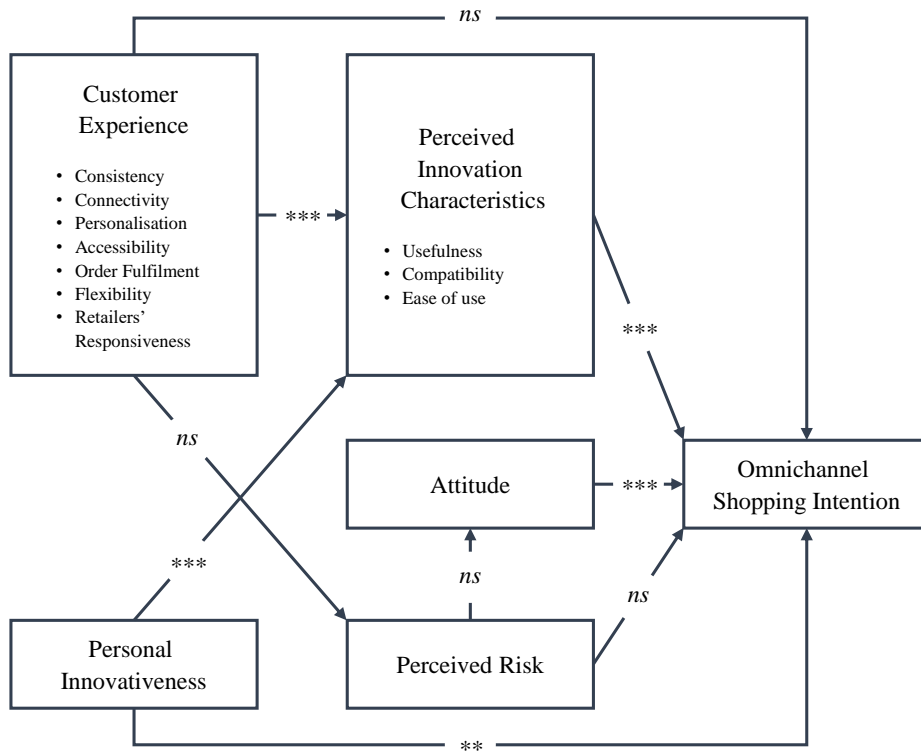 ns
Customer
Experience
• Consistency
• Connectivity
• Personalisation
• Accessibility
• Order Fulfilment
• Flexibility
• Retailers’
Responsiveness
***
Perceived
Innovation
Characteristics
• Usefulness
• Compatibility
• Ease of use
***
ns
Attitude
***
Omnichannel
Shopping Intention
***
ns
ns
Personal
Innovativeness
Perceived Risk
**